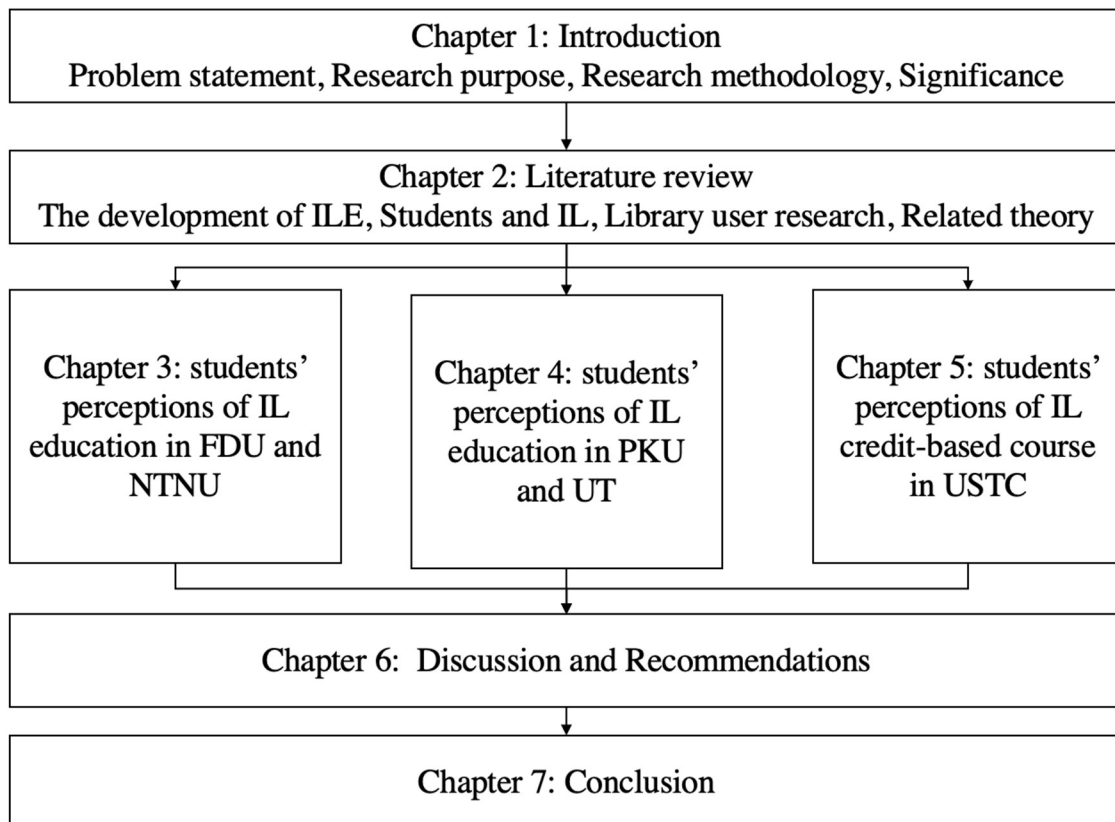 Chapter 1: Introduction
Problem statement, Research purpose, Research methodology, Significance
Chapter 2: Literature review
The development of ILE, Students and IL, Library user research, Related theory
Chapter 3: students’
perceptions of IL
education in FDU and
NTNU
Chapter 4: students’
perceptions of IL
education in PKU
and UT
Chapter 5: students’
perceptions of IL
credit-based course
in USTC
Chapter 6:  Discussion and Recommendations
Chapter 7: Conclusion